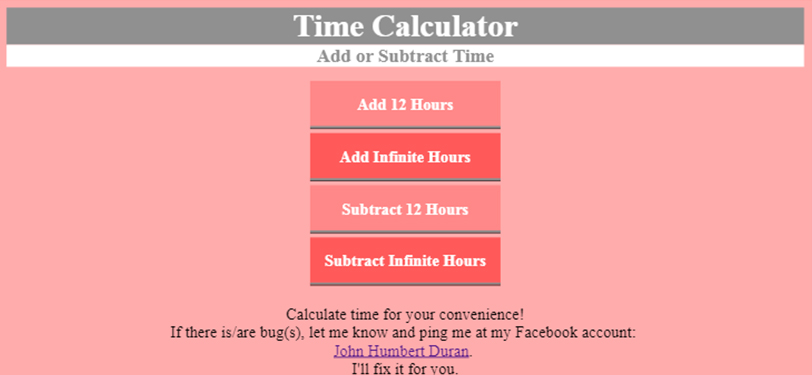 Time Calculator
Add or Subtract Time
Add 12 Hours
Add Infinite Hours
Subtract 12 Hours
Subtract Infinite Hours
Calculate time for your convenience!
If there is/are bug(s), let me know and ping me at my Facebook account:
John Humbert Duran.
I'll fix it for you.